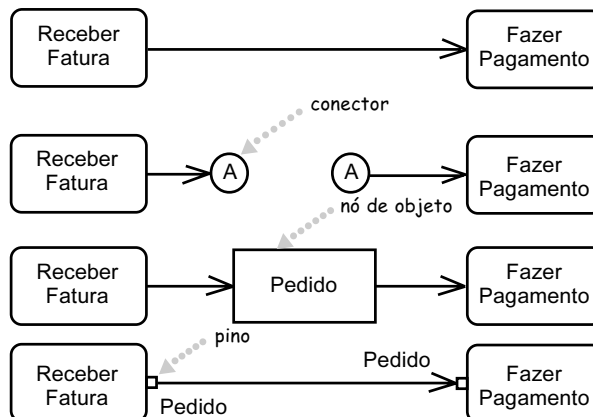 Receber
Fatura
Fazer
Pagamento
conector
Receber
Fatura
A
A
Fazer
Pagamento
nó de objeto
Receber
Fatura
Pedido
Fazer
Pagamento
pino
Receber
Fatura
Pedido
Pedido
Fazer
Pagamento